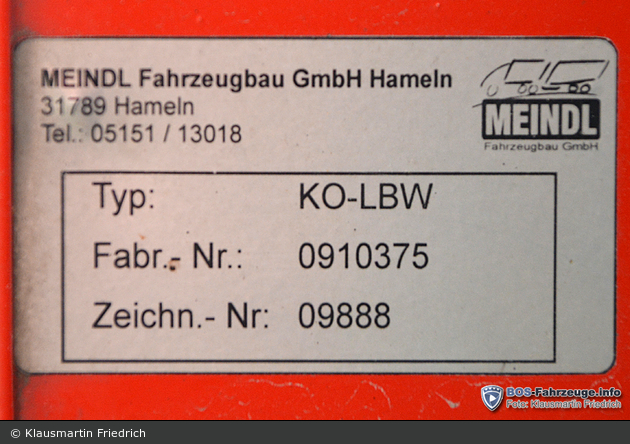 MEINDL Fahrzeugbau GmbH Hameln
31789 Hameln
Tel.: 05151 / 13018
MEINDL
Fahrzeugbau GmbH
Typ: KO-LBW
Fabr.- Nr.: 0910375
Zeichn.- Nr: 09888
BOS-Fahrzeuge.Info
Foto: Klausmartin Friedrich
© Klausmartin Friedrich